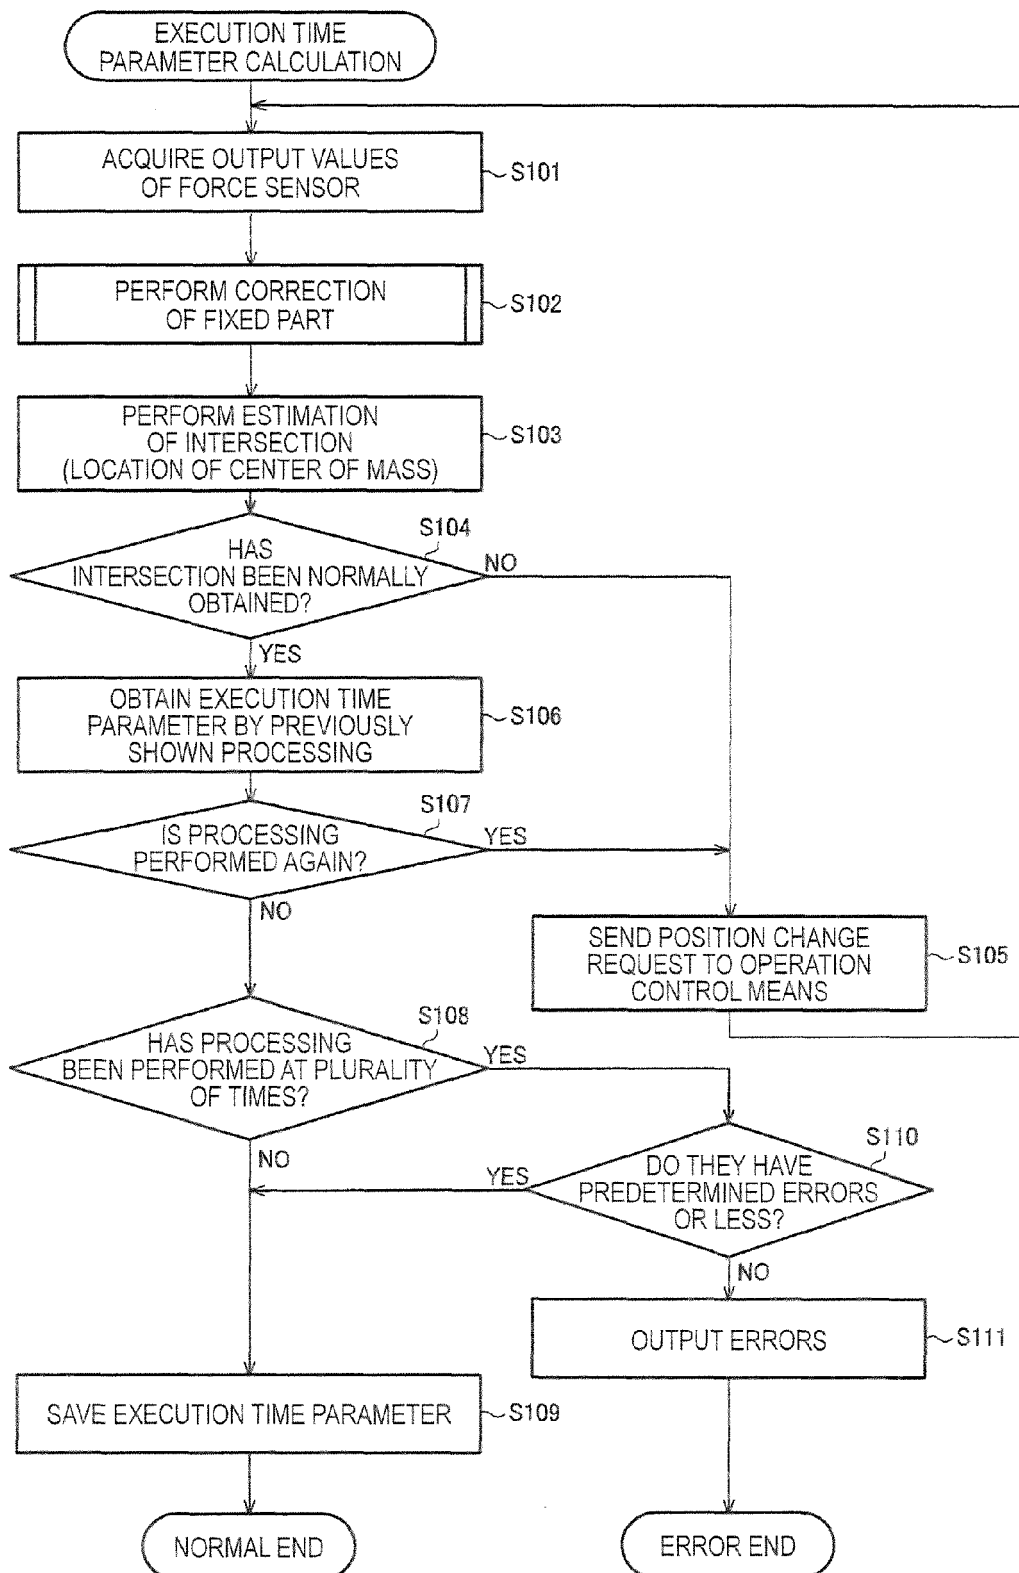 EXECUTION TIME
PARAMETER CALCULATION
ACQUIRE OUTPUT VALUES
OF FORCE SENSOR
S101
PERFORM CORRECTION
OF FIXED PART
S102
PERFORM ESTIMATION
OF INTERSECTION
(LOCATION OF CENTER OF MASS)
S103
S104
HAS
INTERSECTION BEEN NORMALLY
OBTAINED?
NO
YES
OBTAIN EXECUTION TIME
PARAMETER BY PREVIOUSLY
SHOWN PROCESSING
S106
S107
IS PROCESSING
PERFORMED AGAIN?
YES
NO
SEND POSITION CHANGE
REQUEST TO OPERATION
CONTROL MEANS
S105
S108
HAS PROCESSING
BEEN PERFORMED AT PLURALITY
OF TIMES?
YES
NO
S110
DO THEY HAVE
PREDETERMINED ERRORS
OR LESS?
YES
NO
OUTPUT ERRORS
S111
SAVE EXECUTION TIME PARAMETER
S109
NORMAL END
ERROR END